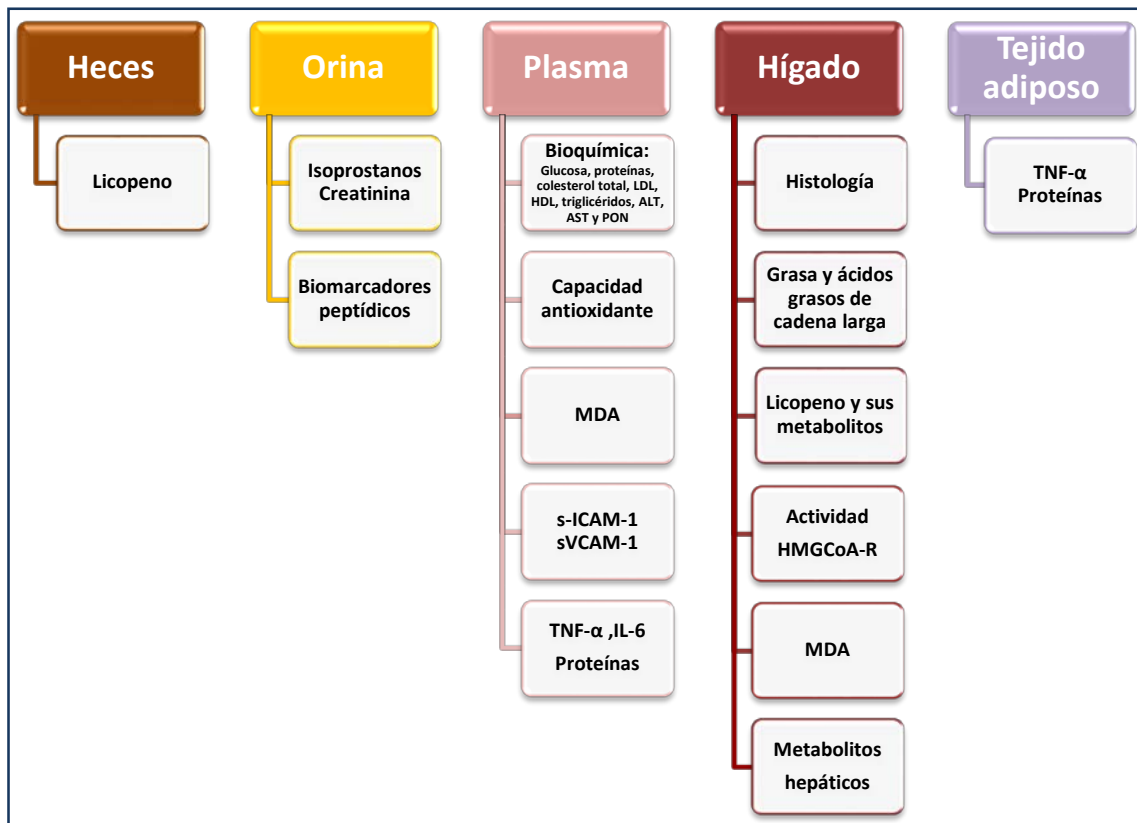 Heces
Licopeno
Orina
Isoprostanos
Creatinina
Biomarcadores
peptídicos
Plasma
Bioquímica:
Glucosa, proteínas,
colesterol total, LDL,
HDL, triglicéridos, ALT,
AST y PON
Capacidad
antioxidante
MDA
s-ICAM-1
sVCAM-1
TNF-α ,IL-6
Proteínas
Hígado
Histología
Grasa y ácidos
grasos de
cadena larga
Licopeno y sus
metabolitos
Actividad
HMGCoA-R
MDA
Metabolitos
hepáticos
Tejido
adiposo
TNF-α
Proteínas